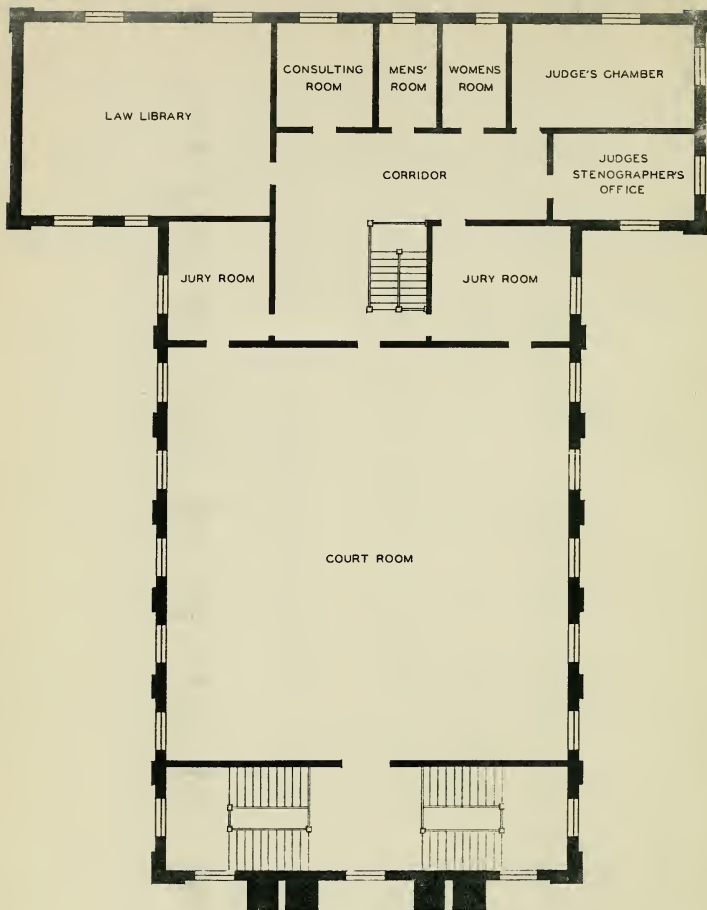 LAW LIBRARY
CONSULTING
ROOM
MENS'
ROOM
WOMENS
ROOM
JUDGE'S CHAMBER
CORRIDOR
JUDGES
STENOGRAPHER'S
OFFICE
JURY ROOM
JURY ROOM
COURT ROOM